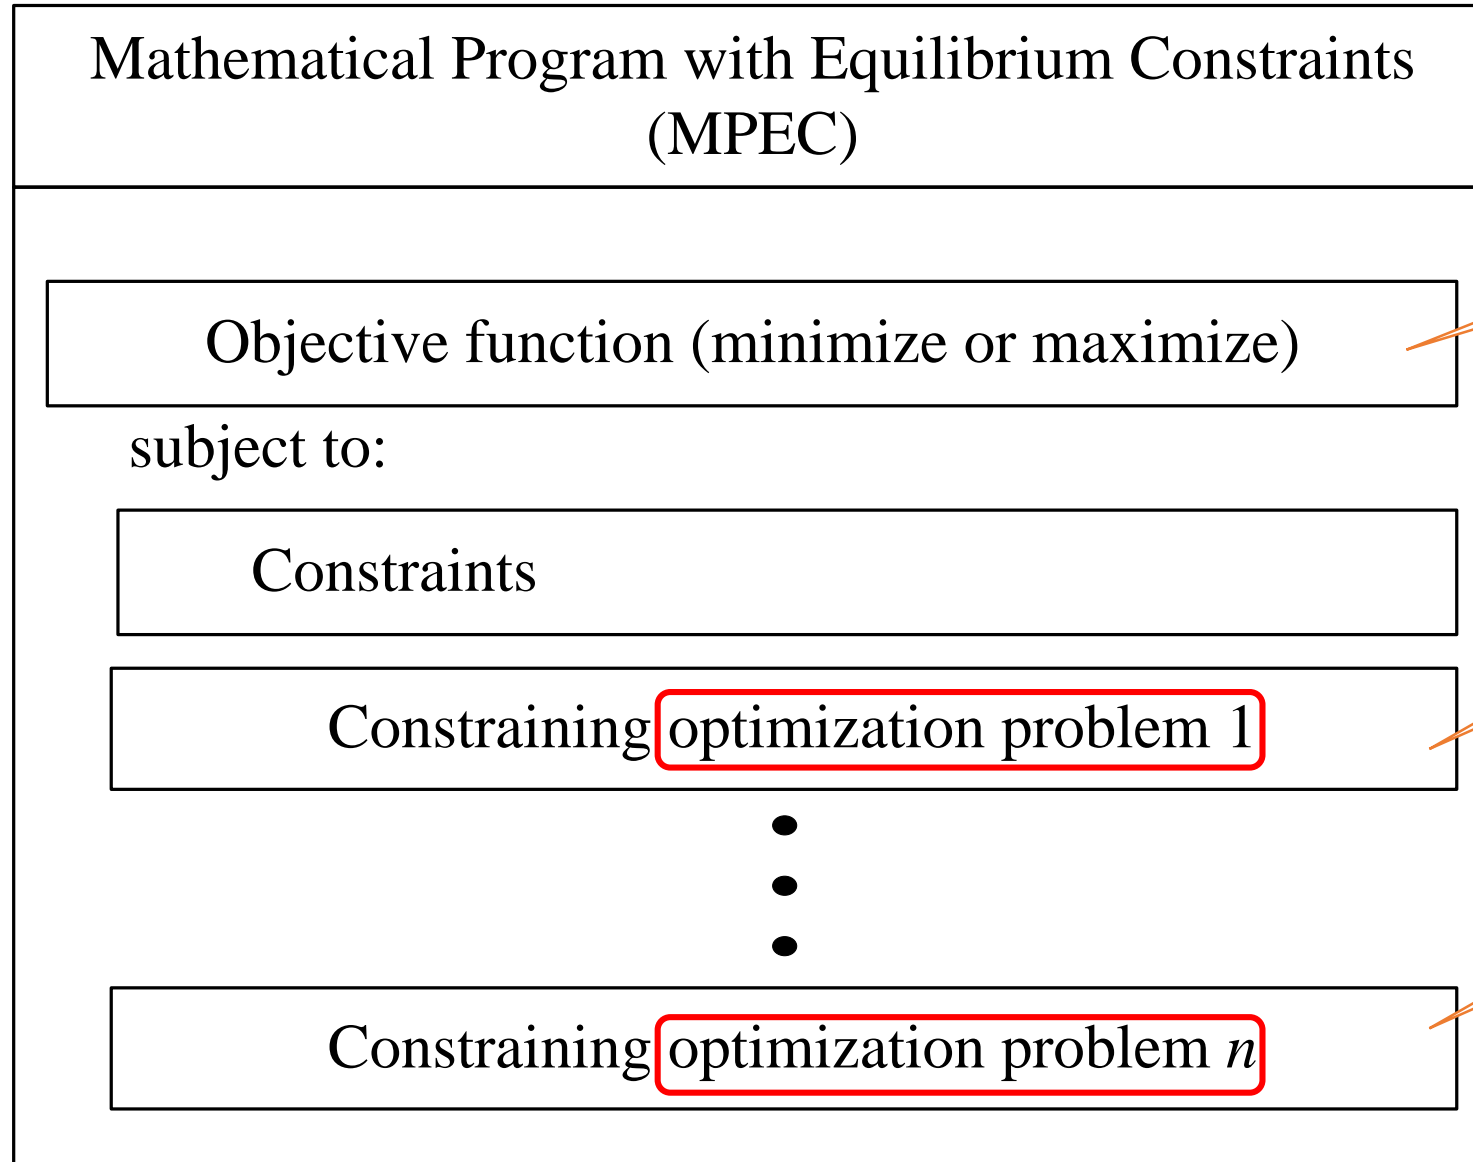 Mathematical Program with Equilibrium Constraints
(MPEC)
Objective function (minimize or maximize)
subject to:
Constraints
Constraining optimization problem 1
Constraining optimization problem n